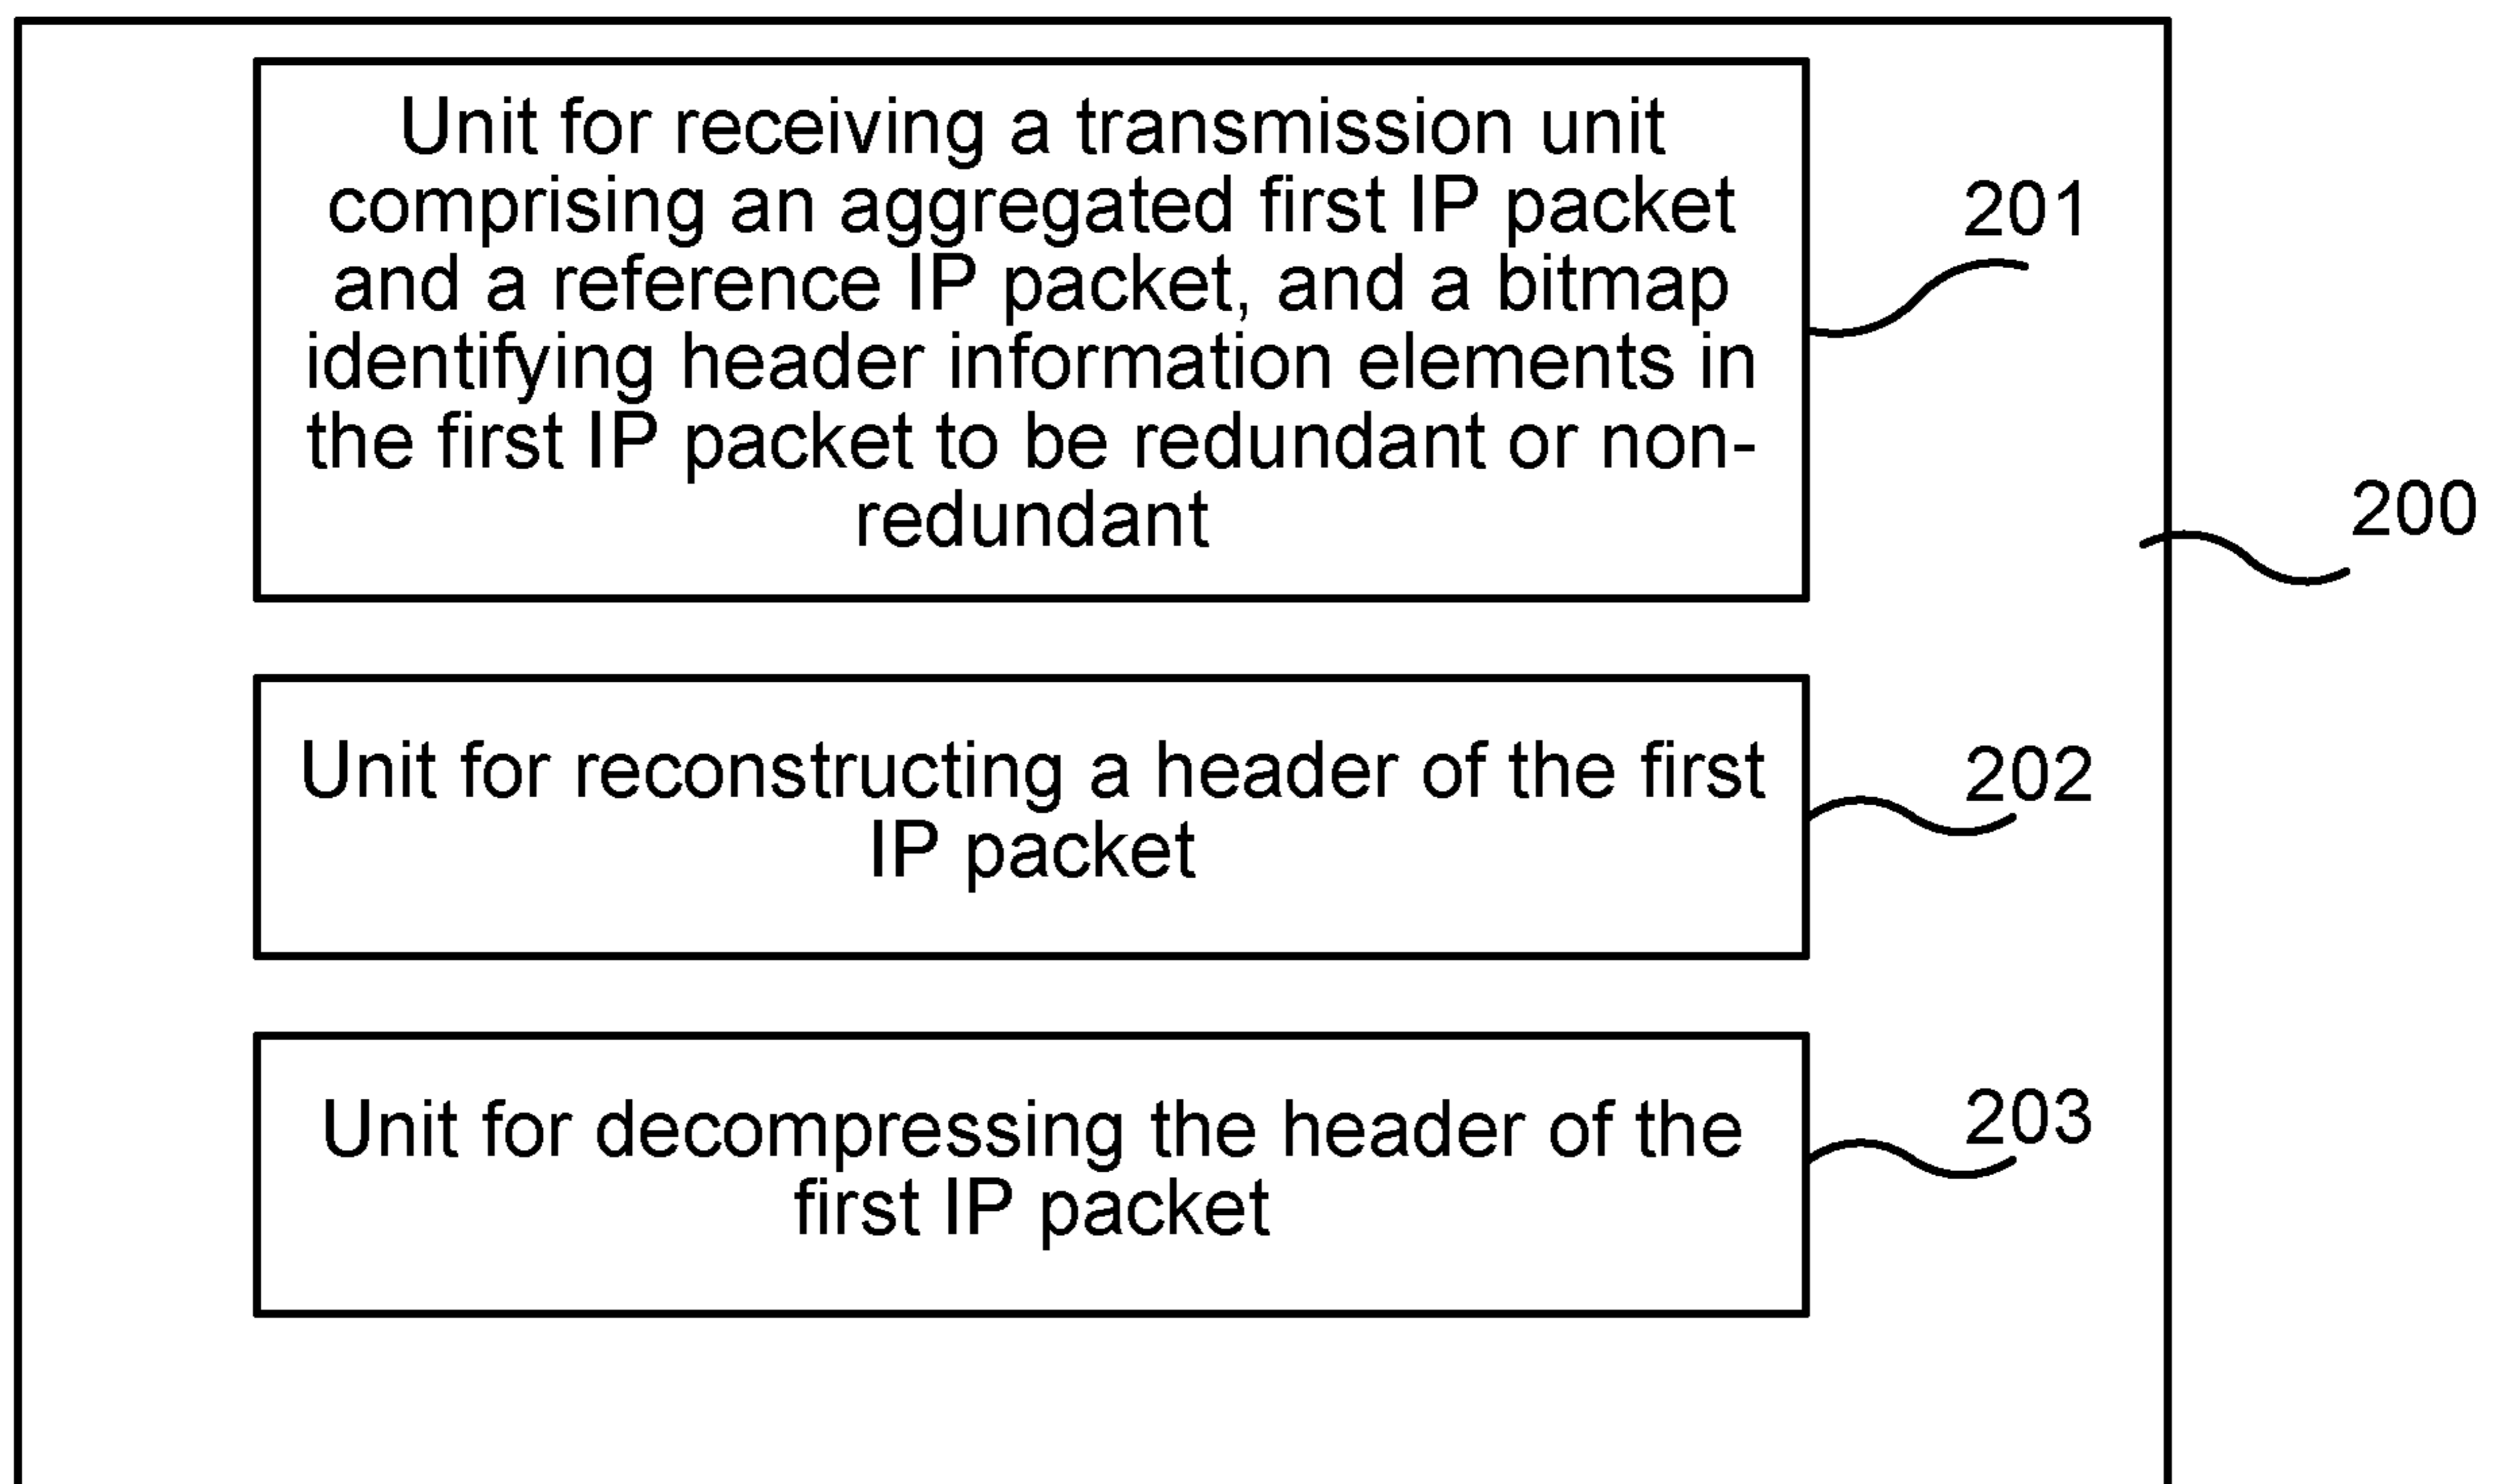 Unit for receiving a transmission unit
comprising an aggregated first IP packet
and a reference IP packet, and a bitmap
identifying header information elements in
the first IP packet to be redundant or non-
redundant
201
200
Unit for reconstructing a header of the first
IP packet
202
Unit for decompressing the header of the
first IP packet
203